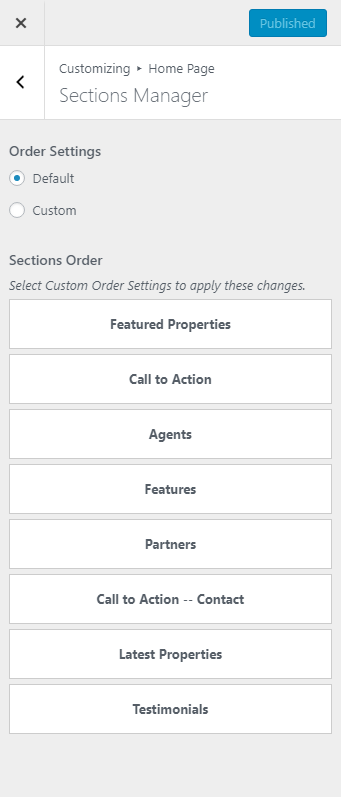 Published
Customizing ▸ Home Page
Sections Manager
Order Settings
Default
Custom
Sections Order
Select Custom Order Settings to apply these changes.
Featured Properties
Call to Action
Agents
Features
Partners
Call to Action -- Contact
Latest Properties
Testimonials